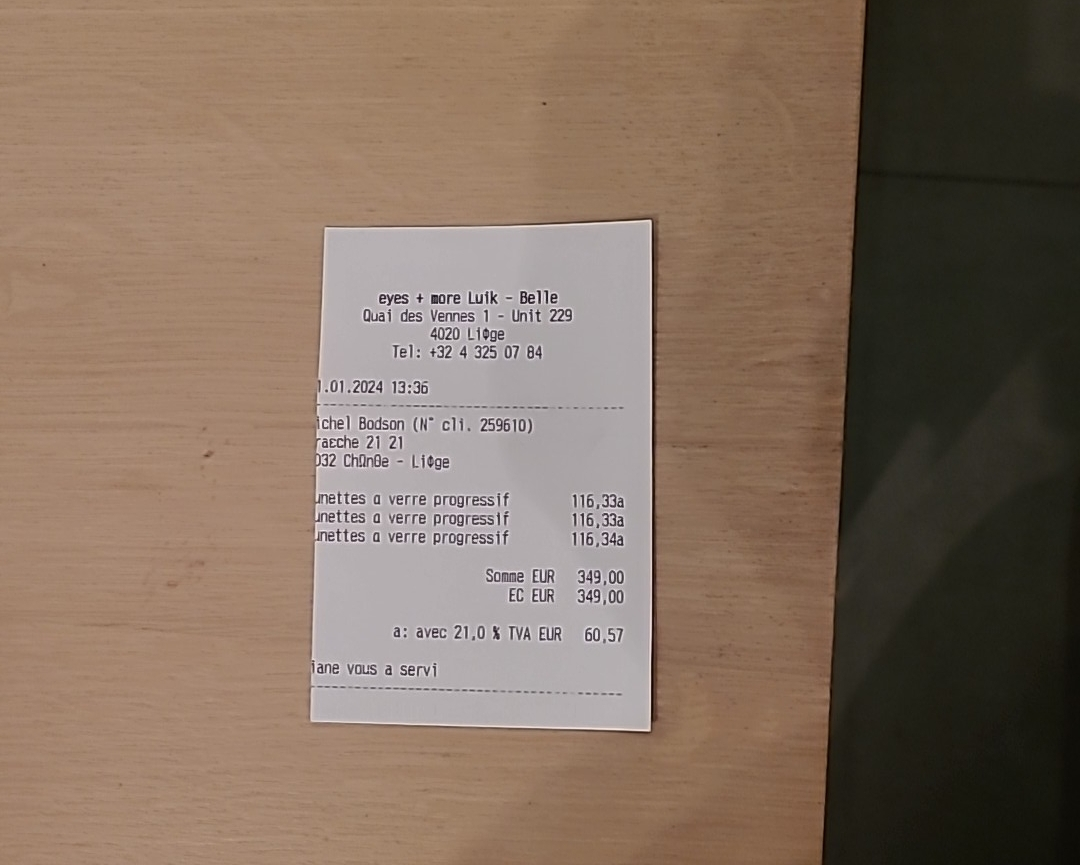 eyes + more Luik - Belle
Quai des Vennes 1 - Unit 229
4020 Li¢ge
Tel: +32 4 325 07 84
1.01.2024 13:36
ichel Bodson (N° cli. 259610)
21 21
032 ChΩnθe - Li¢ge
unettes a verre progressif 116,33a
unettes a verre progressif 116,33a
unettes a verre progressif 116,34a
Somme EUR 349,00
EC EUR 349,00
a: avec 21,0 % TVA EUR 60,57
iane vous a servi